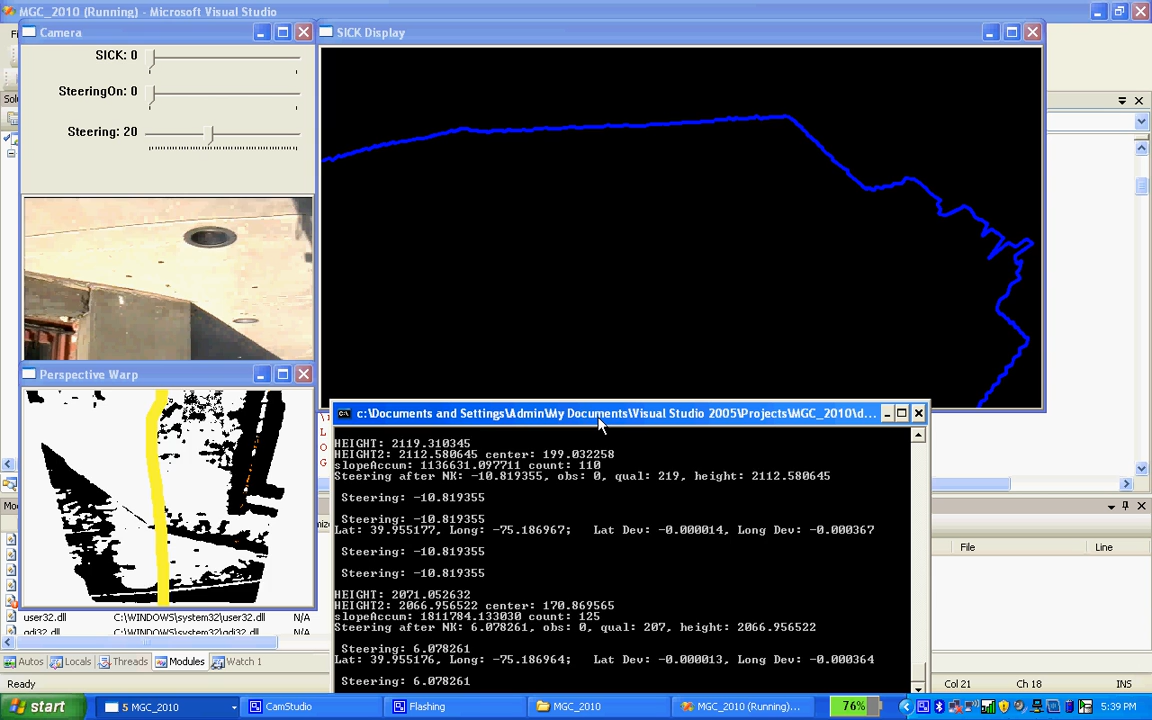 MGC_2010 (Running) - Microsoft Visual Studio
Camera
SICK Display
SICK: 0
SteeringOn: 0
Steering: 20
Perspective Warp
c:\Documents and Settings\Admin\My Documents\Visual Studio 2005\Projects\MGC_2010\d...
HEIGHT: 2119.310345
HEIGHT2: 2112.580645 center: 199.032258
slopeAccum: 1136631.097711 count: 110
Steering after NK: -10.819355, obs: 0, qual: 219, height: 2112.580645
Steering: -10.819355
Steering: -10.819355
Lat: 39.955177, Long: -75.186967; Lat Dev: -0.000014, Long Dev: -0.000367
Steering: -10.819355
Steering: -10.819355
HEIGHT: 2071.052632
HEIGHT2: 2066.956522 center: 170.869565
slopeAccum: 1811784.133030 count: 125
Steering after NK: 6.078261, obs: 0, qual: 207, height: 2066.956522
Steering: 6.078261
Lat: 39.955176, Long: -75.186964; Lat Dev: -0.000013, Long Dev: -0.000364
Steering: 6.078261
File Line
user32.dll C:\WINDOWS\system32\user32.dll N/A
gdi32.dll C:\WINDOWS\system32\gdi32.dll N/A
Autos Locals Threads Modules Watch 1
Ready Col 21 Ch 18 INS
start 5 MGC_2010 CamStudio Flashing MGC_2010 MGC_2010 (Running)... 76% 5:39 PM